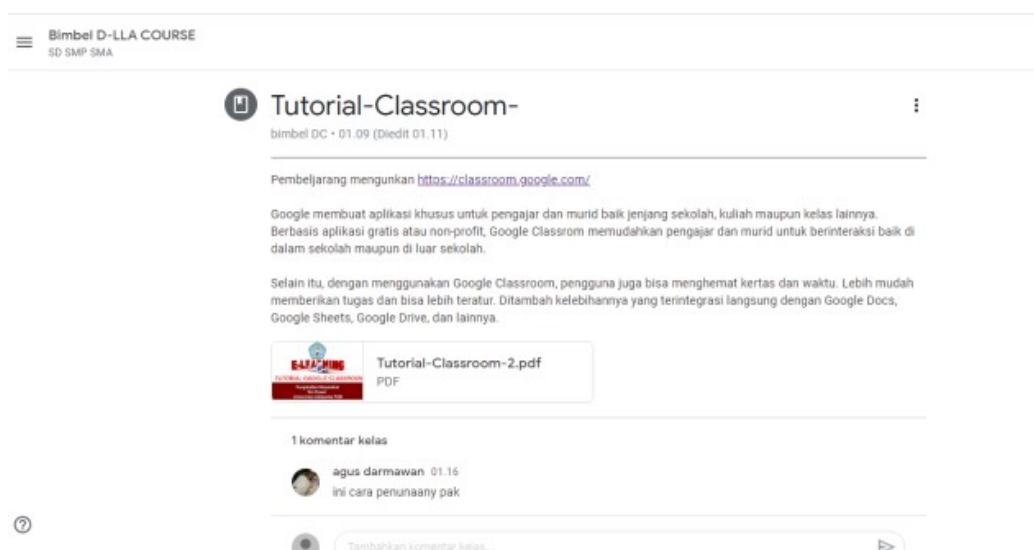 Bimbel D-LLA COURSE
SD SMP SMA
Tutorial-Classroom-
bimbel DC • 01.09 (Diedit 01.11)
Pembeljarang mengunkan https://classroom.google.com/
Google membuat aplikasi khusus untuk pengajar dan murid baik jenjang sekolah, kuliah maupun kelas lainnya.
Berbasis aplikasi gratis atau non-profit, Google Classrom memudahkan pengajar dan murid untuk berinteraksi baik di
dalam sekolah maupun di luar sekolah.
Selain itu, dengan menggunakan Google Classroom, pengguna juga bisa menghemat kertas dan waktu. Lebih mudah
memberikan tugas dan bisa lebih teratur. Ditambah kelebihannya yang terintegrasi langsung dengan Google Docs,
Google Sheets, Google Drive, dan lainnya.
E-LEARNING
TUTORIAL GOOGLE CLASSROOM
Tutorial-Classroom-2.pdf
PDF
1 komentar kelas
agus darmawan 01.16
ini cara penunaany pak
Tambahkan komentar kelas...